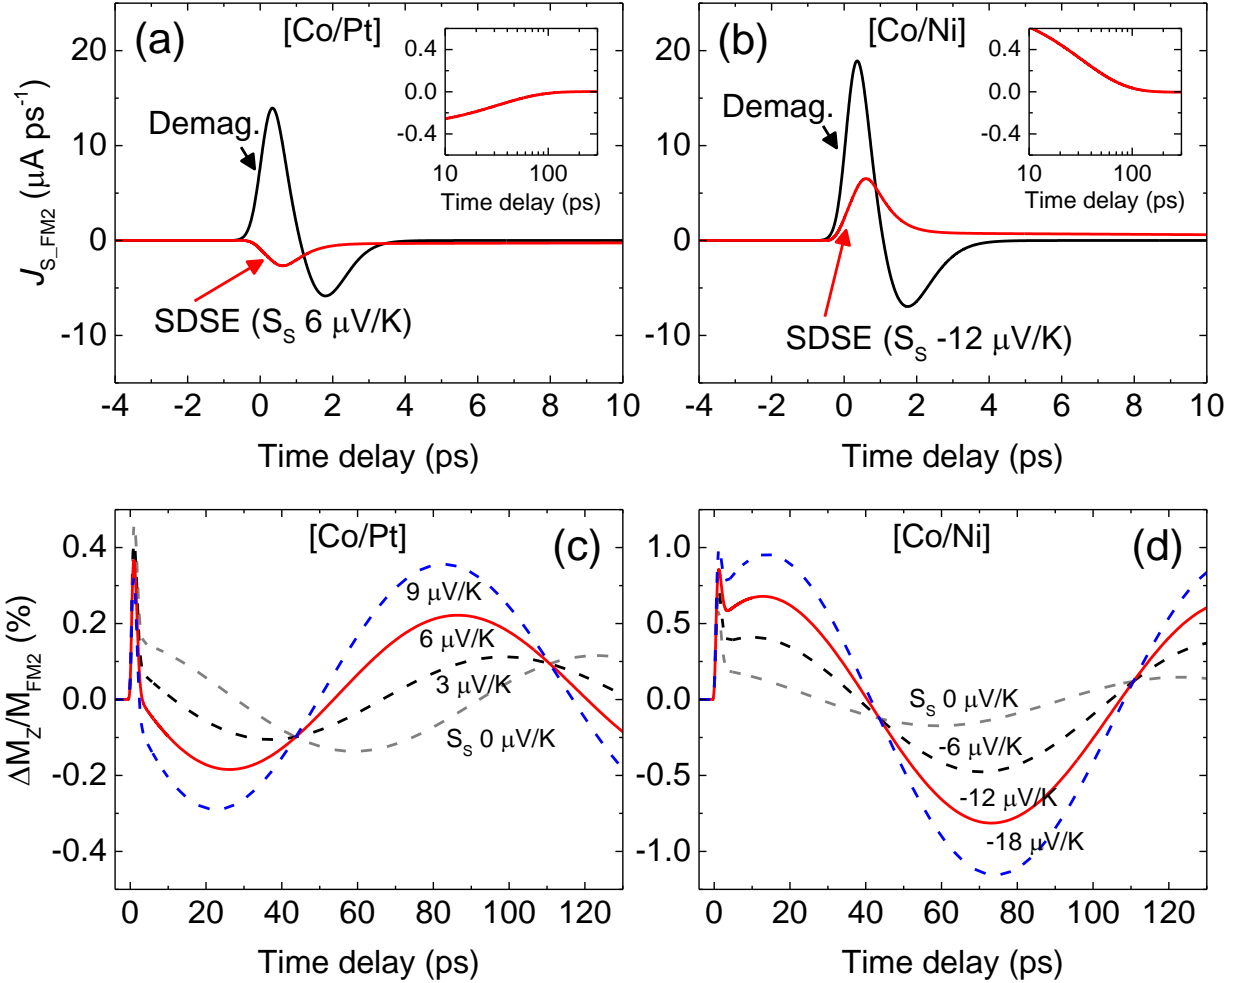 (a) [Co/Pt]
20
10
0
-10
J_S_FM2 (μA ps⁻¹)
Demag.
SDSE (S_S 6 μV/K)
0.4
0.0
-0.4
10 100
Time delay (ps)
-4 -2 0 2 4 6 8 10
Time delay (ps)
(b) [Co/Ni]
20
10
0
-10
Demag.
SDSE (S_S -12 μV/K)
0.4
0.0
-0.4
10 100
Time delay (ps)
-4 -2 0 2 4 6 8 10
Time delay (ps)
[Co/Pt] (c)
0.4
0.2
0.0
-0.2
-0.4
ΔM_Z/M_FM2 (%)
9 μV/K
6 μV/K
3 μV/K
S_S 0 μV/K
0 20 40 60 80 100 120
Time delay (ps)
[Co/Ni] (d)
1.0
0.5
0.0
-0.5
-1.0
S_S 0 μV/K
-6 μV/K
-12 μV/K
-18 μV/K
0 20 40 60 80 100 120
Time delay (ps)